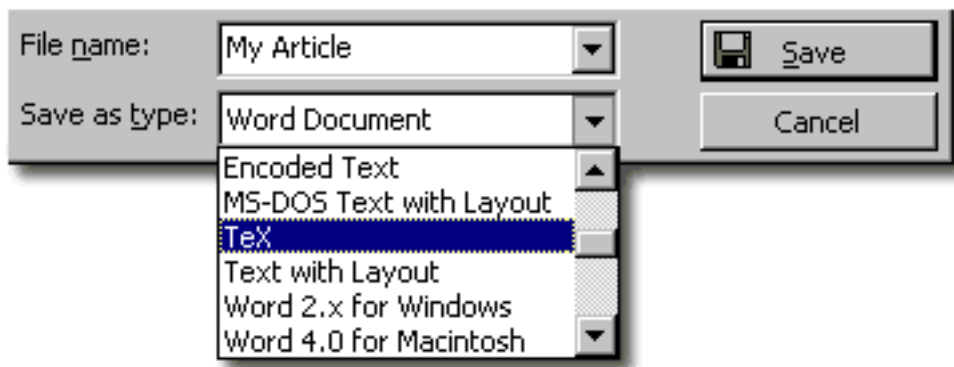 File name: My Article Save
Save as type: Word Document Cancel
Encoded Text
MS-DOS Text with Layout
TeX
Text with Layout
Word 2.x for Windows
Word 4.0 for Macintosh